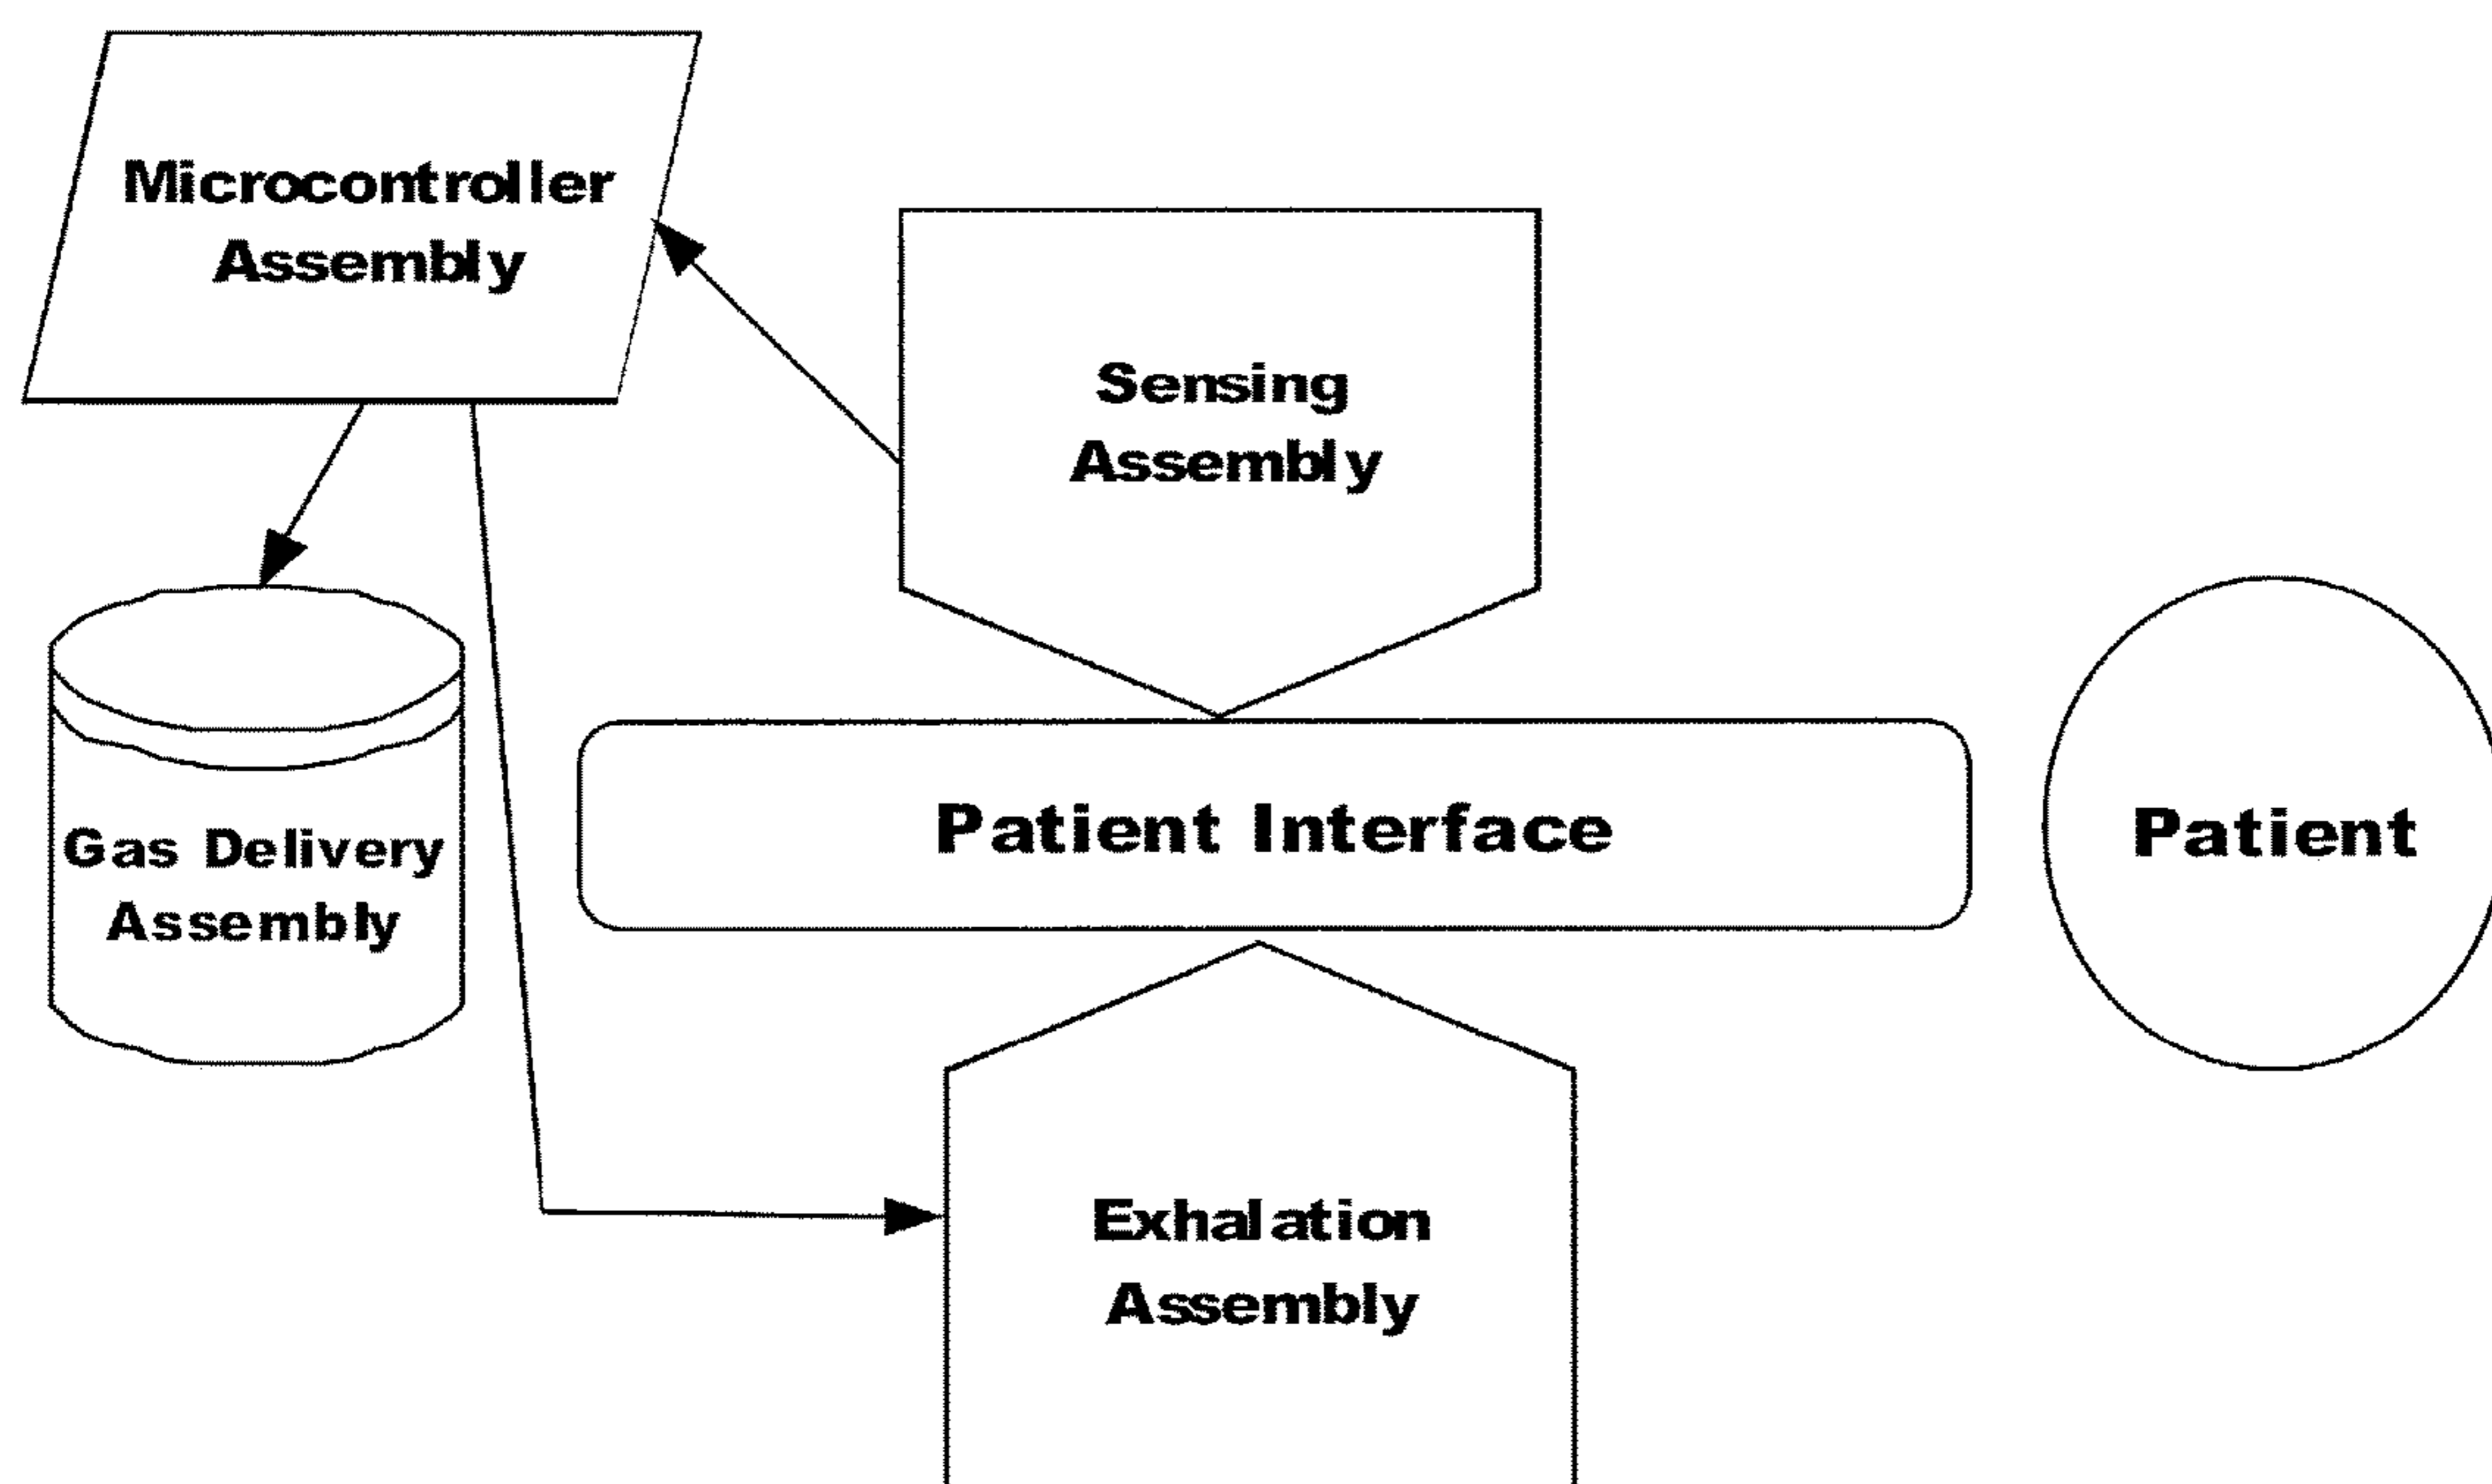 Microcontroller
Assembly
Sensing
Assembly
Gas Delivery
Assembly
Patient Interface
Patient
Exhalation
Assembly